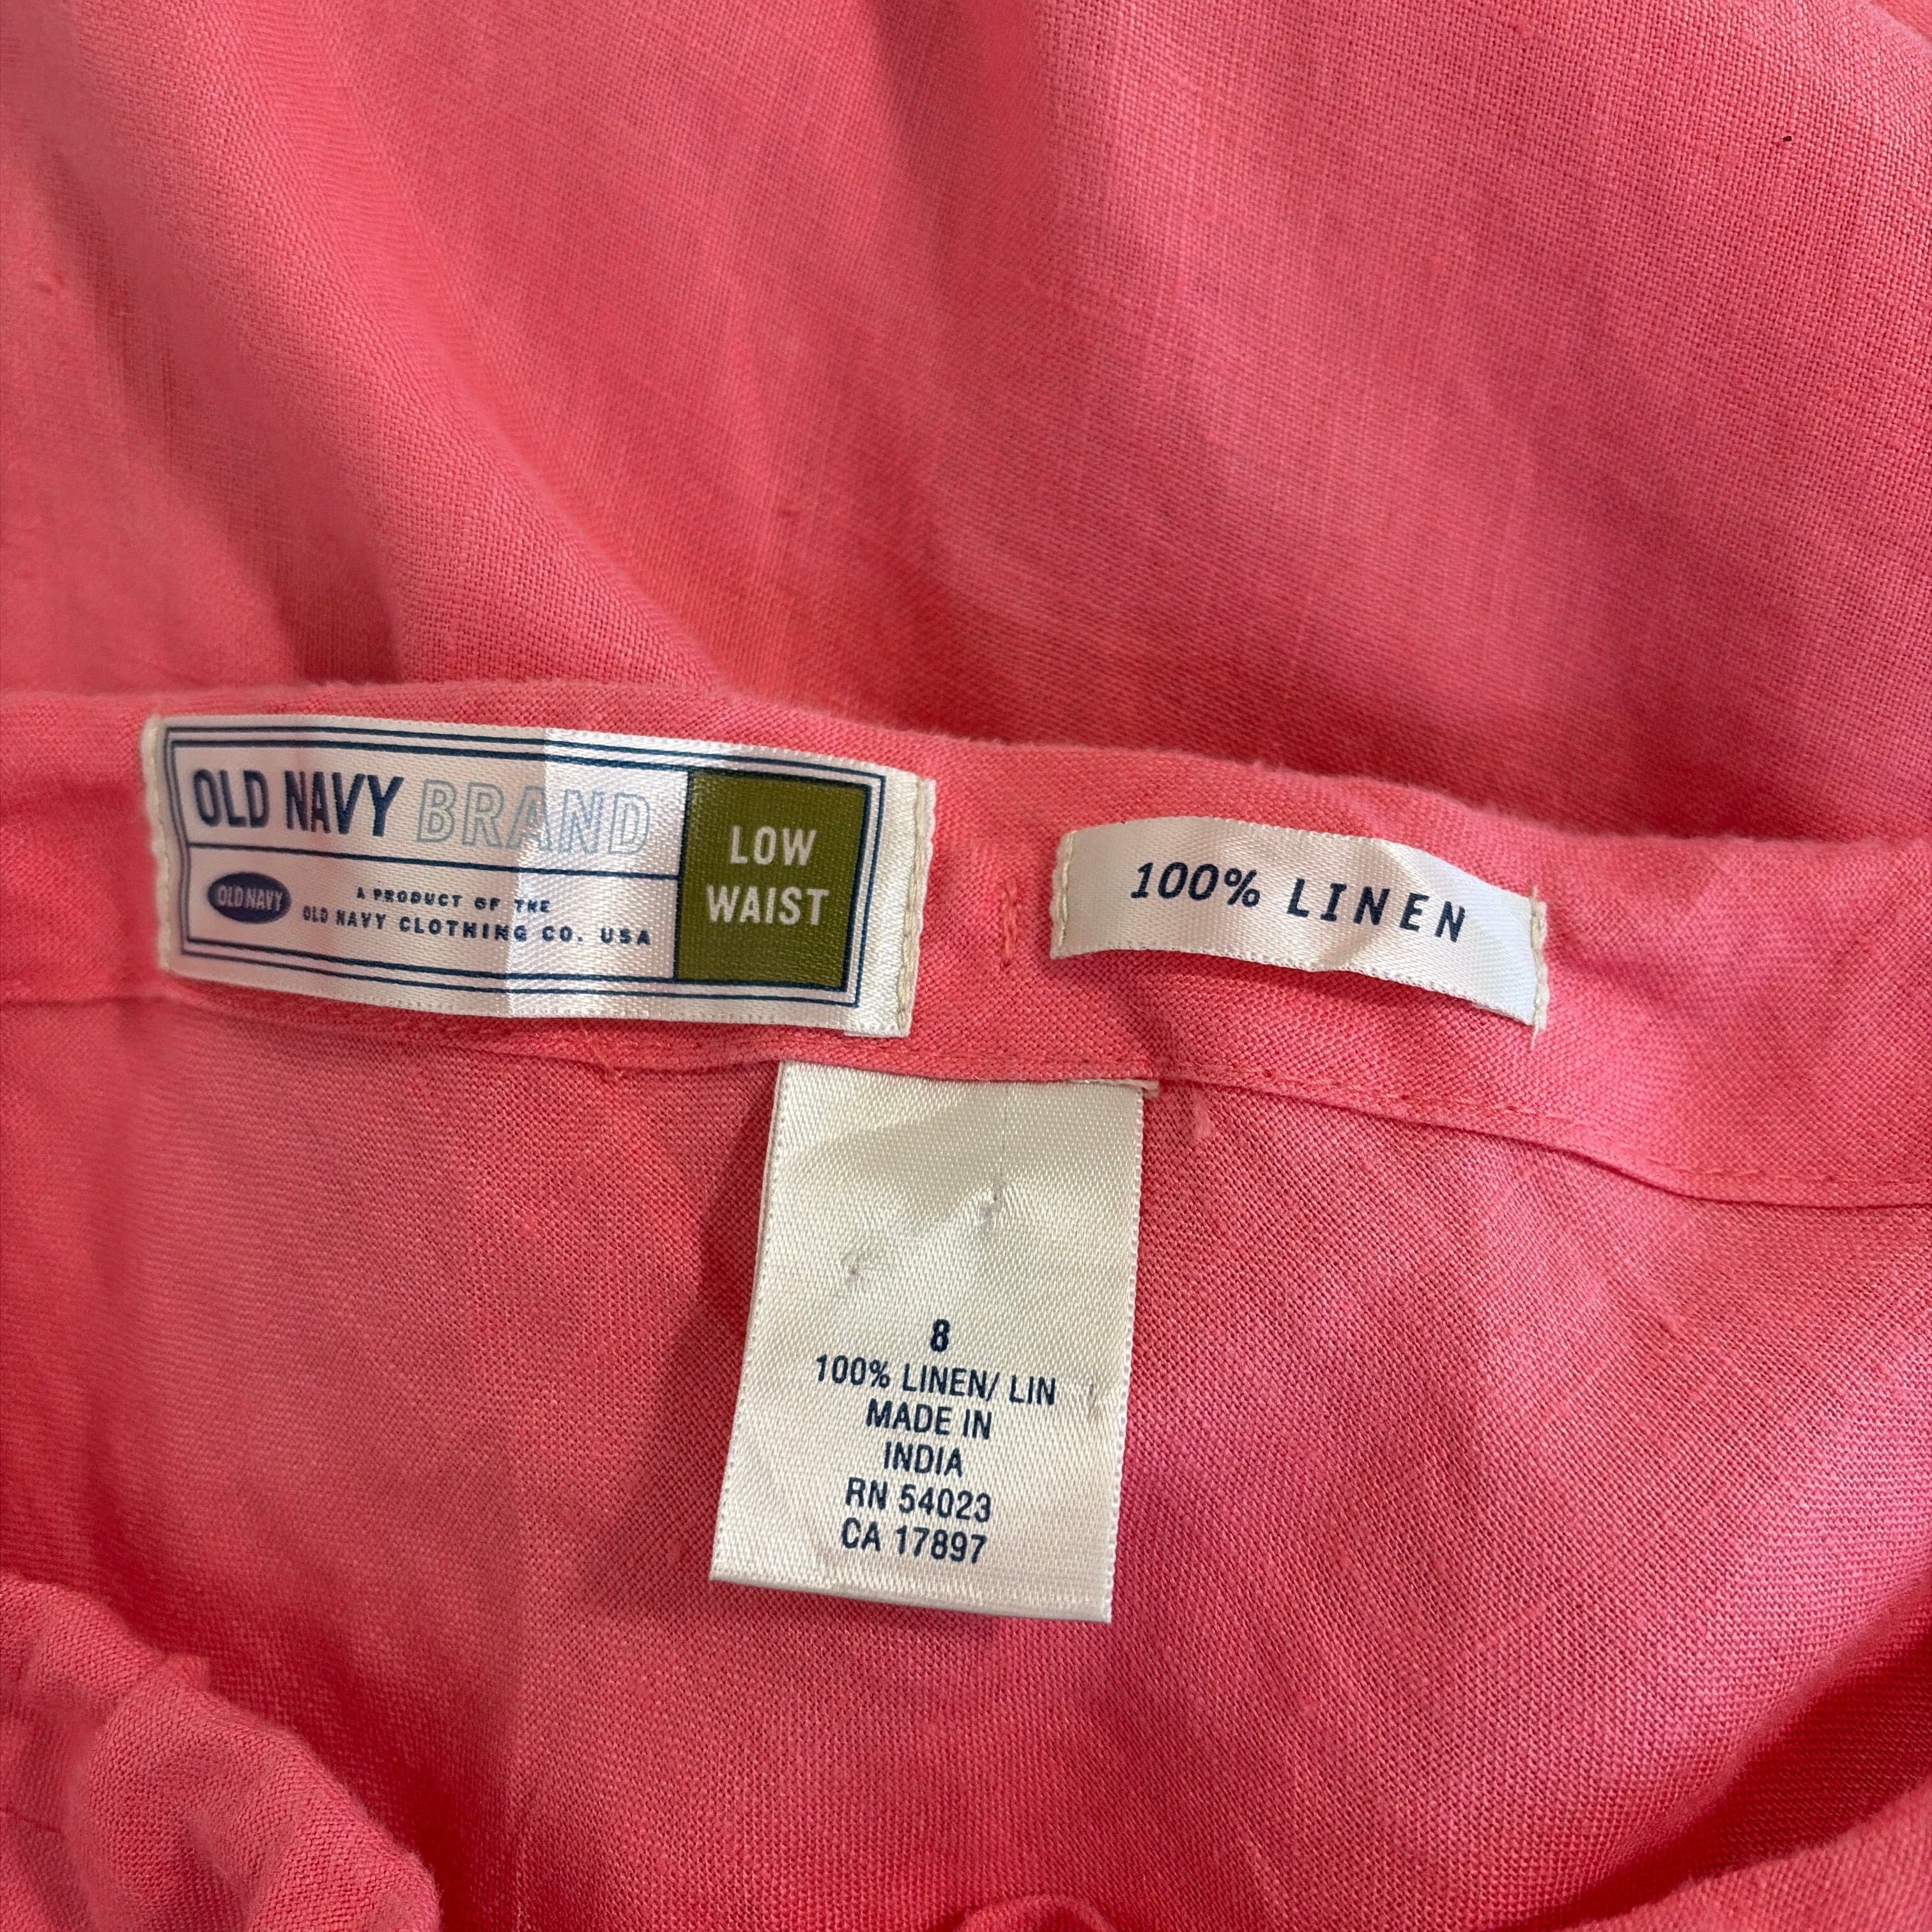 OLD NAVY BRAND
OLD NAVY
A PRODUCT OF THE
OLD NAVY CLOTHING CO. USA
LOW
WAIST
100% LINEN
8
100% LINEN/ LIN
MADE IN
INDIA
RN 54023
CA 17897